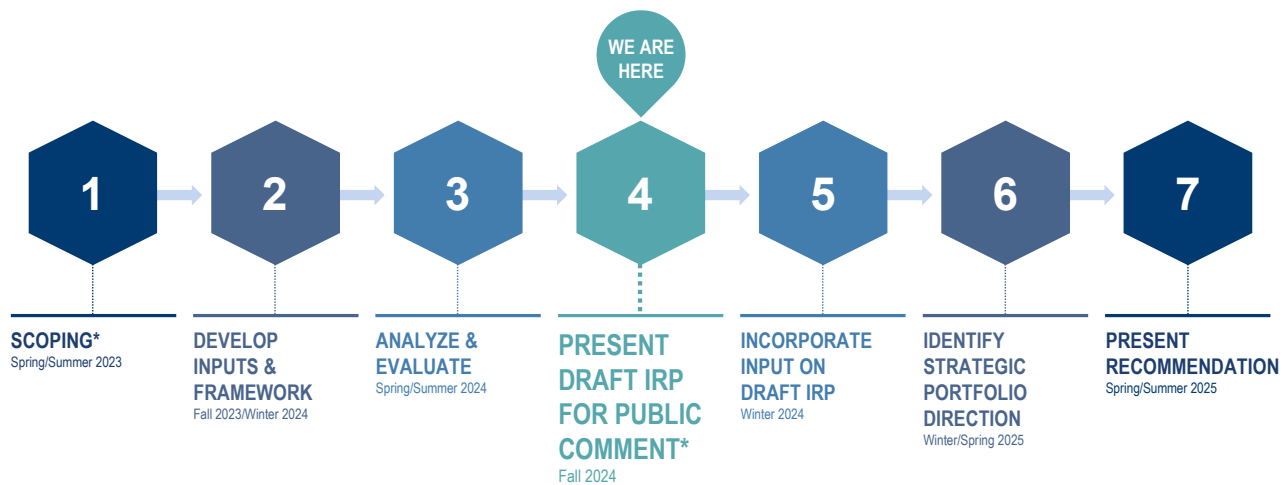 WE ARE
HERE
1
2
3
4
5
6
7
SCOPING*
Spring/Summer 2023
DEVELOP
INPUTS &
FRAMEWORK
Fall 2023/Winter 2024
ANALYZE &
EVALUATE
Spring/Summer 2024
PRESENT
DRAFT IRP
FOR PUBLIC
COMMENT*
Fall 2024
INCORPORATE
INPUT ON
DRAFT IRP
Winter 2024
IDENTIFY
STRATEGIC
PORTFOLIO
DIRECTION
Winter/Spring 2025
PRESENT
RECOMMENDATION
Spring/Summer 2025